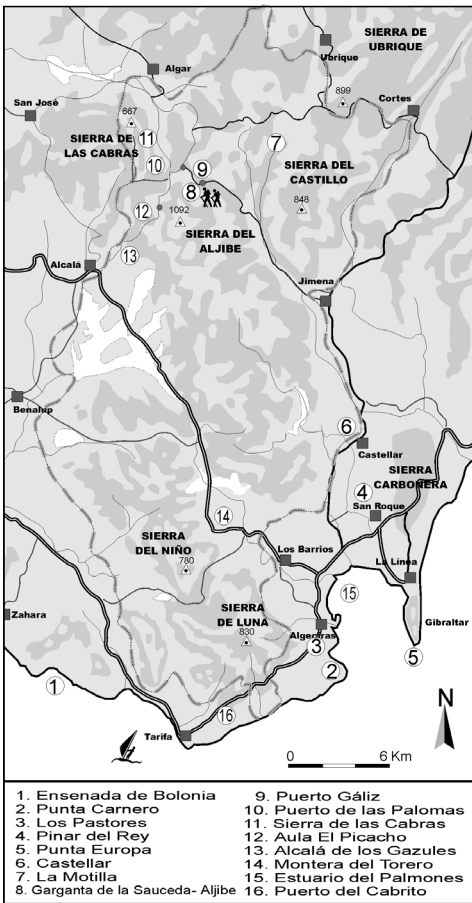 SIERRA DE
UBRIQUE
Ubrique
Algar
899
Cortes
San José
667
SIERRA DE
LAS CABRAS
11
7
10
9
SIERRA DEL
CASTILLO
8
12
1092
848
SIERRA DEL
ALJIBE
13
Alcalá
Jimena
Benalup
6
Castellar
SIERRA
CARBONERA
4
San Roque
14
SIERRA
DEL NIÑO
780
Los Barrios
La Línea
15
Zahara
SIERRA
DE LUNA
830
Algeciras
Gibraltar
3
5
2
1
16
N
Tarifa
0 6 Km
1. Ensenada de Bolonia
2. Punta Carnero
3. Los Pastores
4. Pinar del Rey
5. Punta Europa
6. Castellar
7. La Motilla
8. Garganta de la Sauceda- Aljibe
9. Puerto Gáliz
10. Puerto de las Palomas
11. Sierra de las Cabras
12. Aula El Picacho
13. Alcalá de los Gazules
14. Montera del Torero
15. Estuario del Palmones
16. Puerto del Cabrito